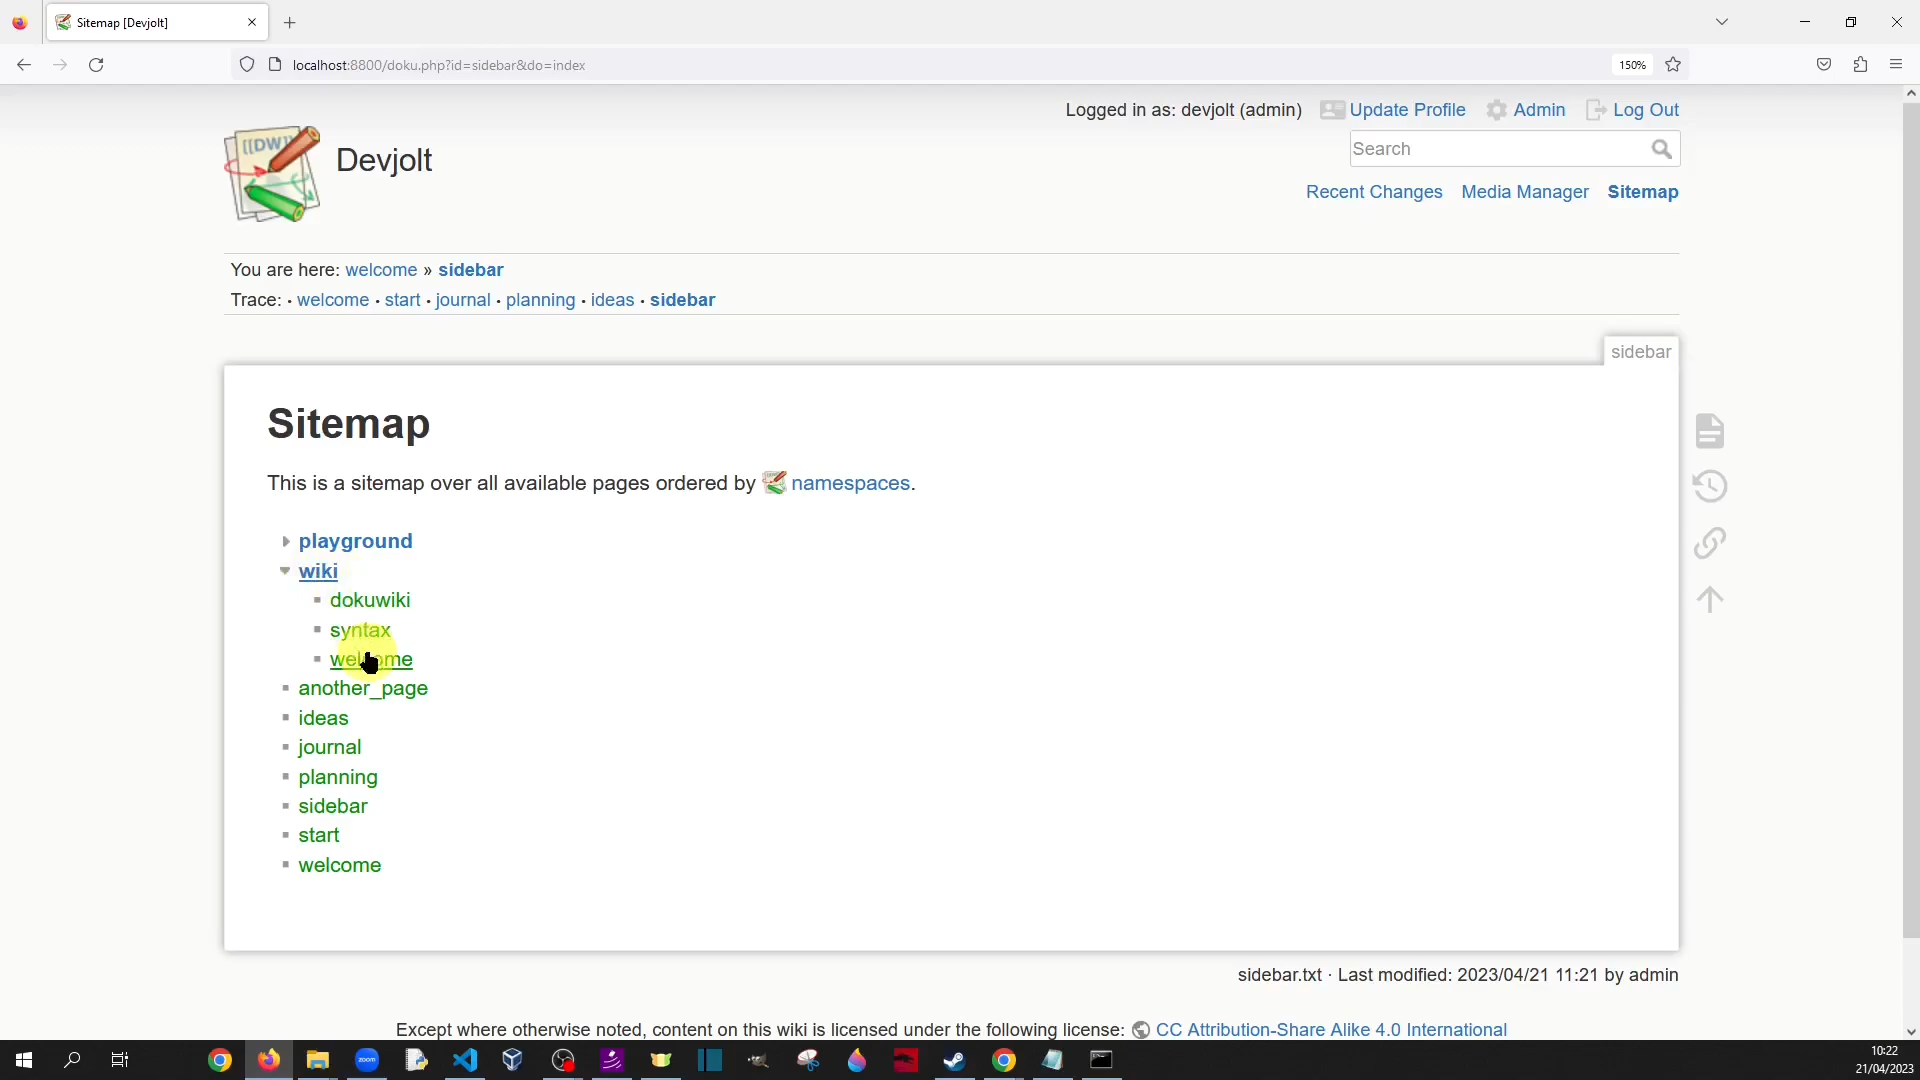 Sitemap [Devjolt]
localhost:8800/doku.php?id=sidebar&do=index
150%
Logged in as: devjolt (admin) Update Profile Admin Log Out
[[DW]]
Devjolt
Search
Recent Changes Media Manager Sitemap
You are here: welcome » sidebar
Trace: • welcome • start • journal • planning • ideas • sidebar
sidebar
Sitemap
This is a sitemap over all available pages ordered by namespaces.
playground
wiki
dokuwiki
syntax
welcome
another_page
ideas
journal
planning
sidebar
start
welcome
sidebar.txt · Last modified: 2023/04/21 11:21 by admin
Except where otherwise noted, content on this wiki is licensed under the following license: CC Attribution-Share Alike 4.0 International
zoom
10:22
21/04/2023